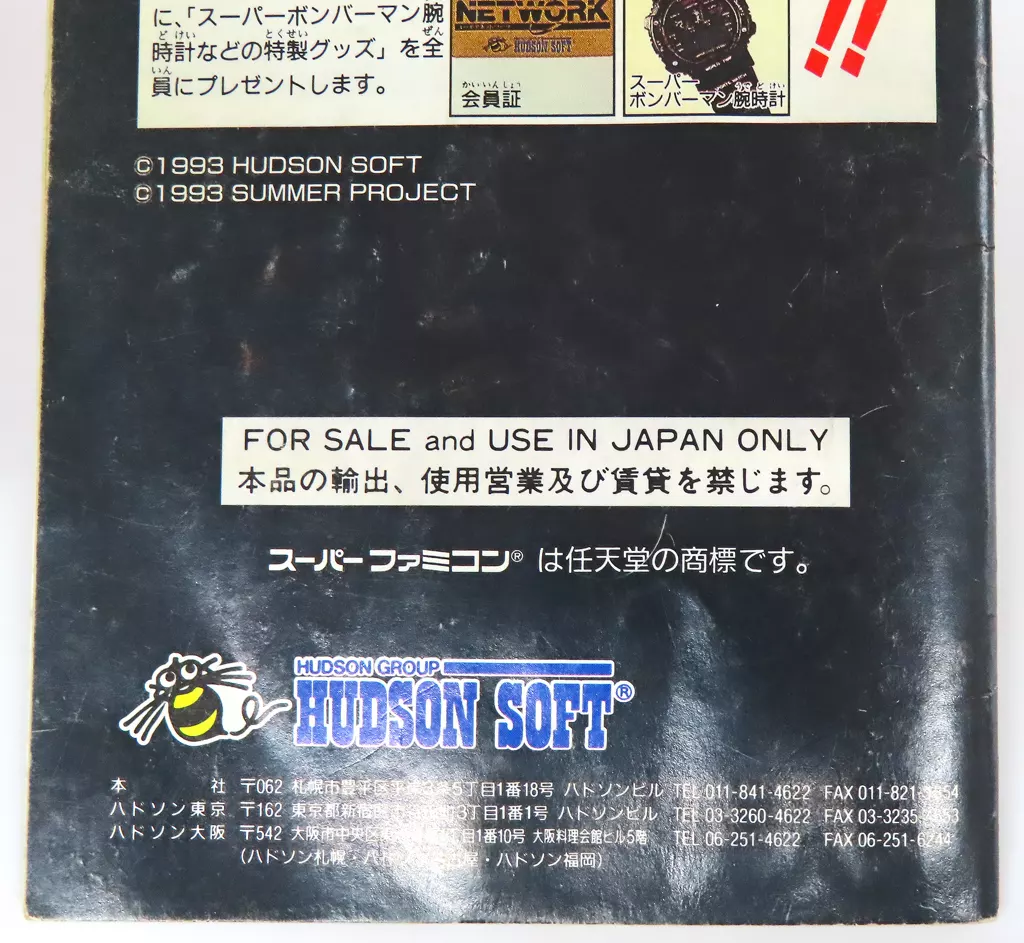 に、「スーパーボンバーマン腕
時計などの特製グッズ」を全
員にプレゼントします。
NETWORK
HUDSON SOFT
会員証
スーパー
ボンバーマン腕時計
!!
©1993 HUDSON SOFT
©1993 SUMMER PROJECT
FOR SALE and USE IN JAPAN ONLY
本品の輸出、使用営業及び賃貸を禁じます。
スーパーファミコン® は任天堂の商標です。
HUDSON GROUP
HUDSON SOFT®
本 社 〒062 札幌市豊平区平岸3条5丁目1番18号 ハドソンビル TEL 011-841-4622 FAX 011-821-
ハドソン東京 〒162 東京都新宿区 3丁目1番1号 ハドソンビル TEL 03-3260-4622 FAX 03-3235-
ハドソン大阪 〒542 大阪市中央区 1番10号 大阪料理会館ビル5階 TEL 06-251-4622 FAX 06-251-6244
(ハドソン札幌・ ・ハドソン福岡)